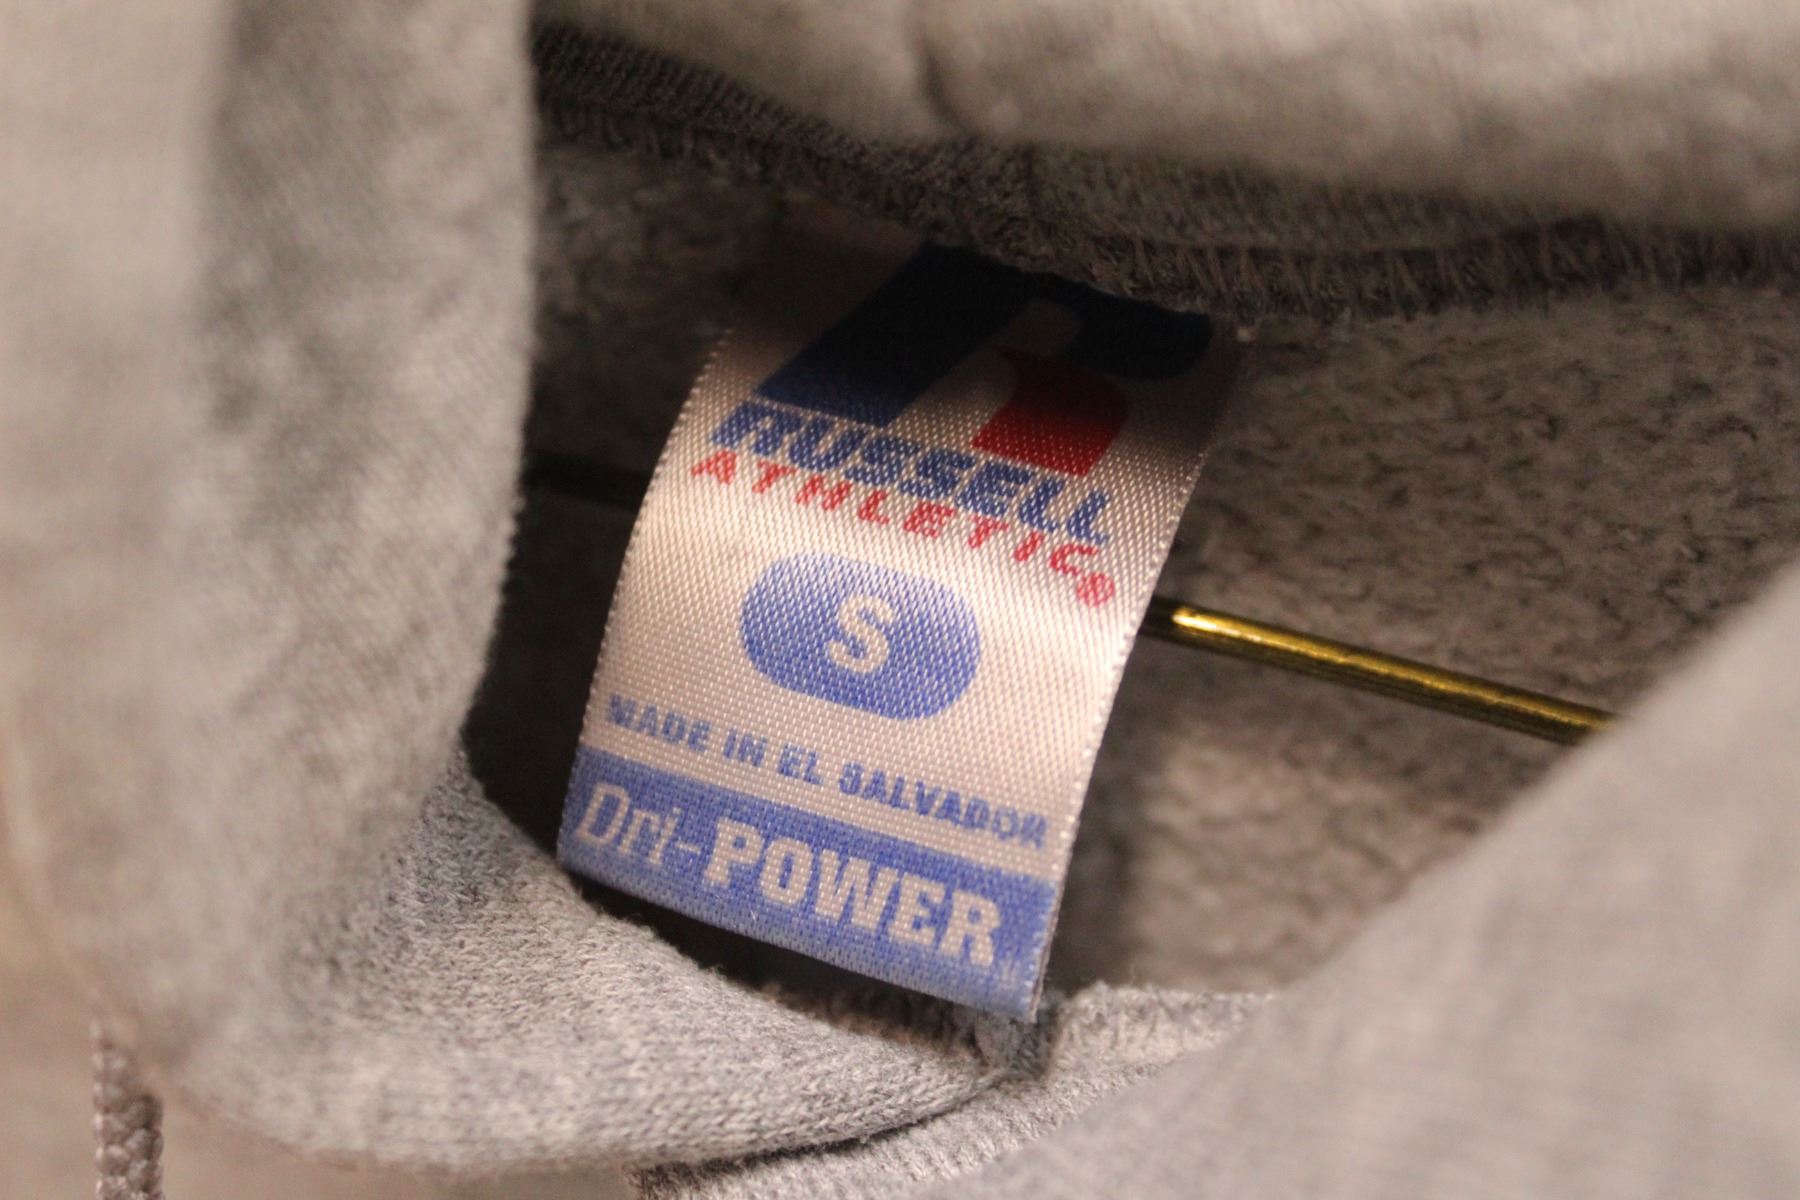 RUSSELL
ATHLETIC®
S
MADE IN EL SALVADOR
Dri-POWER